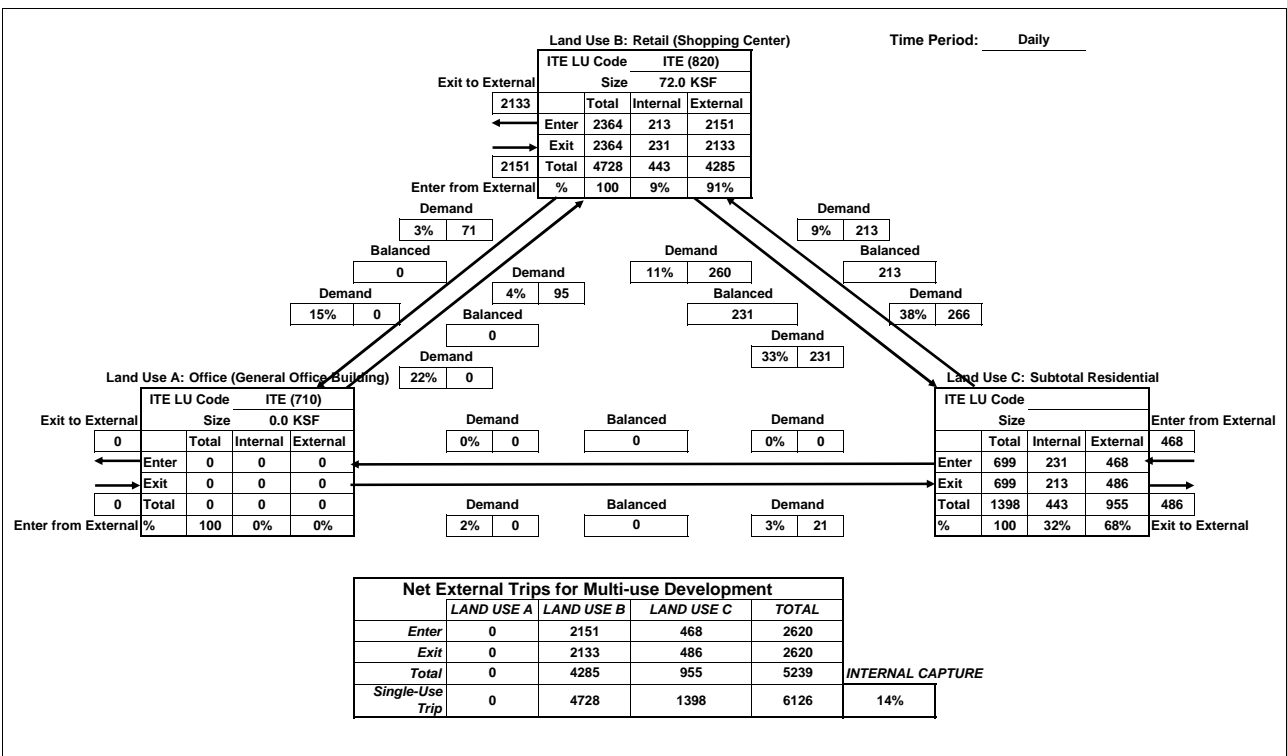 Land Use B: Retail (Shopping Center)
Time Period: Daily
ITE LU Code ITE (820)
Exit to External Size 72.0 KSF
2133 Total Internal External
Enter 2364 213 2151
Exit 2364 231 2133
2151 Total 4728 443 4285
Enter from External % 100 9% 91%
Demand Demand
3% 71 9% 213
Balanced Demand Balanced
0 11% 260 213
Demand
4% 95
Demand Balanced Demand
15% 0 231 38% 266
Balanced
0
Demand
33% 231
Demand
22% 0
Land Use A: Office (General Office Building)
ITE LU Code ITE (710)
Exit to External Size 0.0 KSF
0 Total Internal External
Enter 0 0 0
Exit 0 0 0
0 Total 0 0 0
Enter from External % 100 0% 0%
Demand Balanced Demand
0% 0 0 0% 0
Demand Balanced Demand
2% 0 0 3% 21
Land Use C: Subtotal Residential
ITE LU Code
Size Enter from External
Total Internal External 468
Enter 699 231 468
Exit 699 213 486
Total 1398 443 955 486
% 100 32% 68% Exit to External
Net External Trips for Multi-use Development
LAND USE A LAND USE B LAND USE C TOTAL
Enter 0 2151 468 2620
Exit 0 2133 486 2620
Total 0 4285 955 5239 INTERNAL CAPTURE
Single-Use
Trip 0 4728 1398 6126 14%